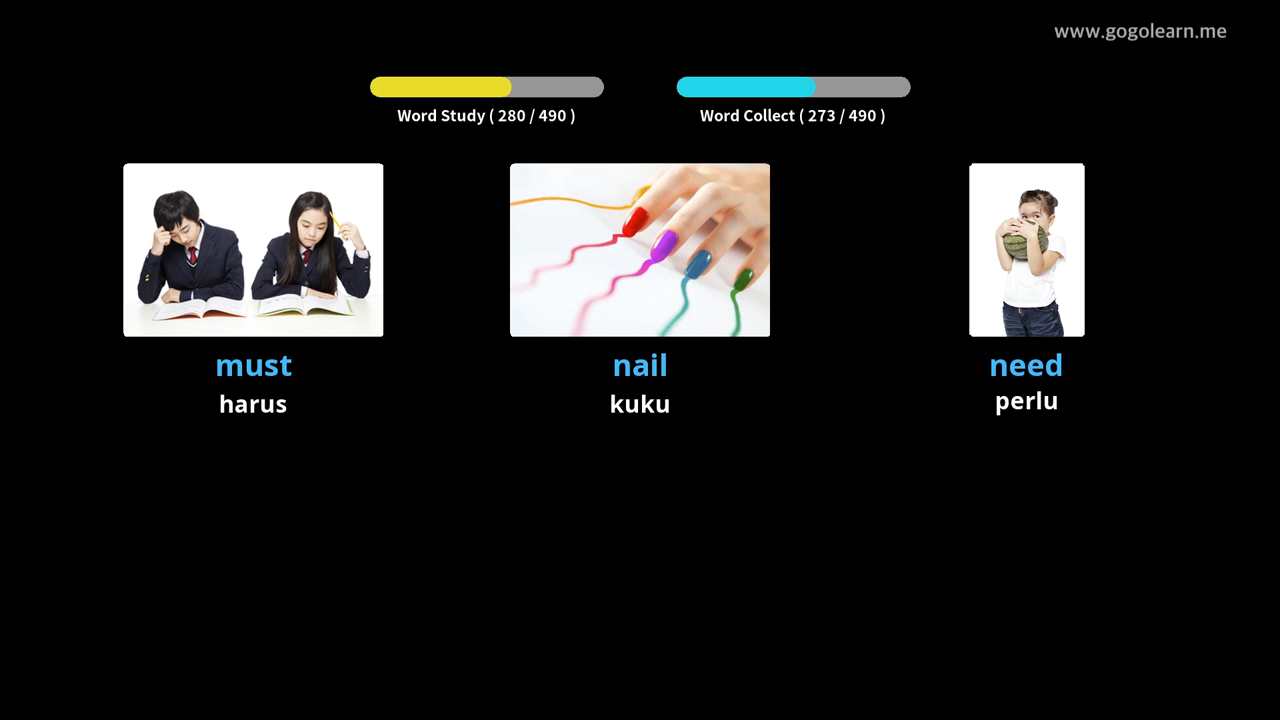 www.gogolearn.me
Word Study ( 280 / 490 )
Word Collect ( 273 / 490 )
must
nail
need
harus
kuku
perlu